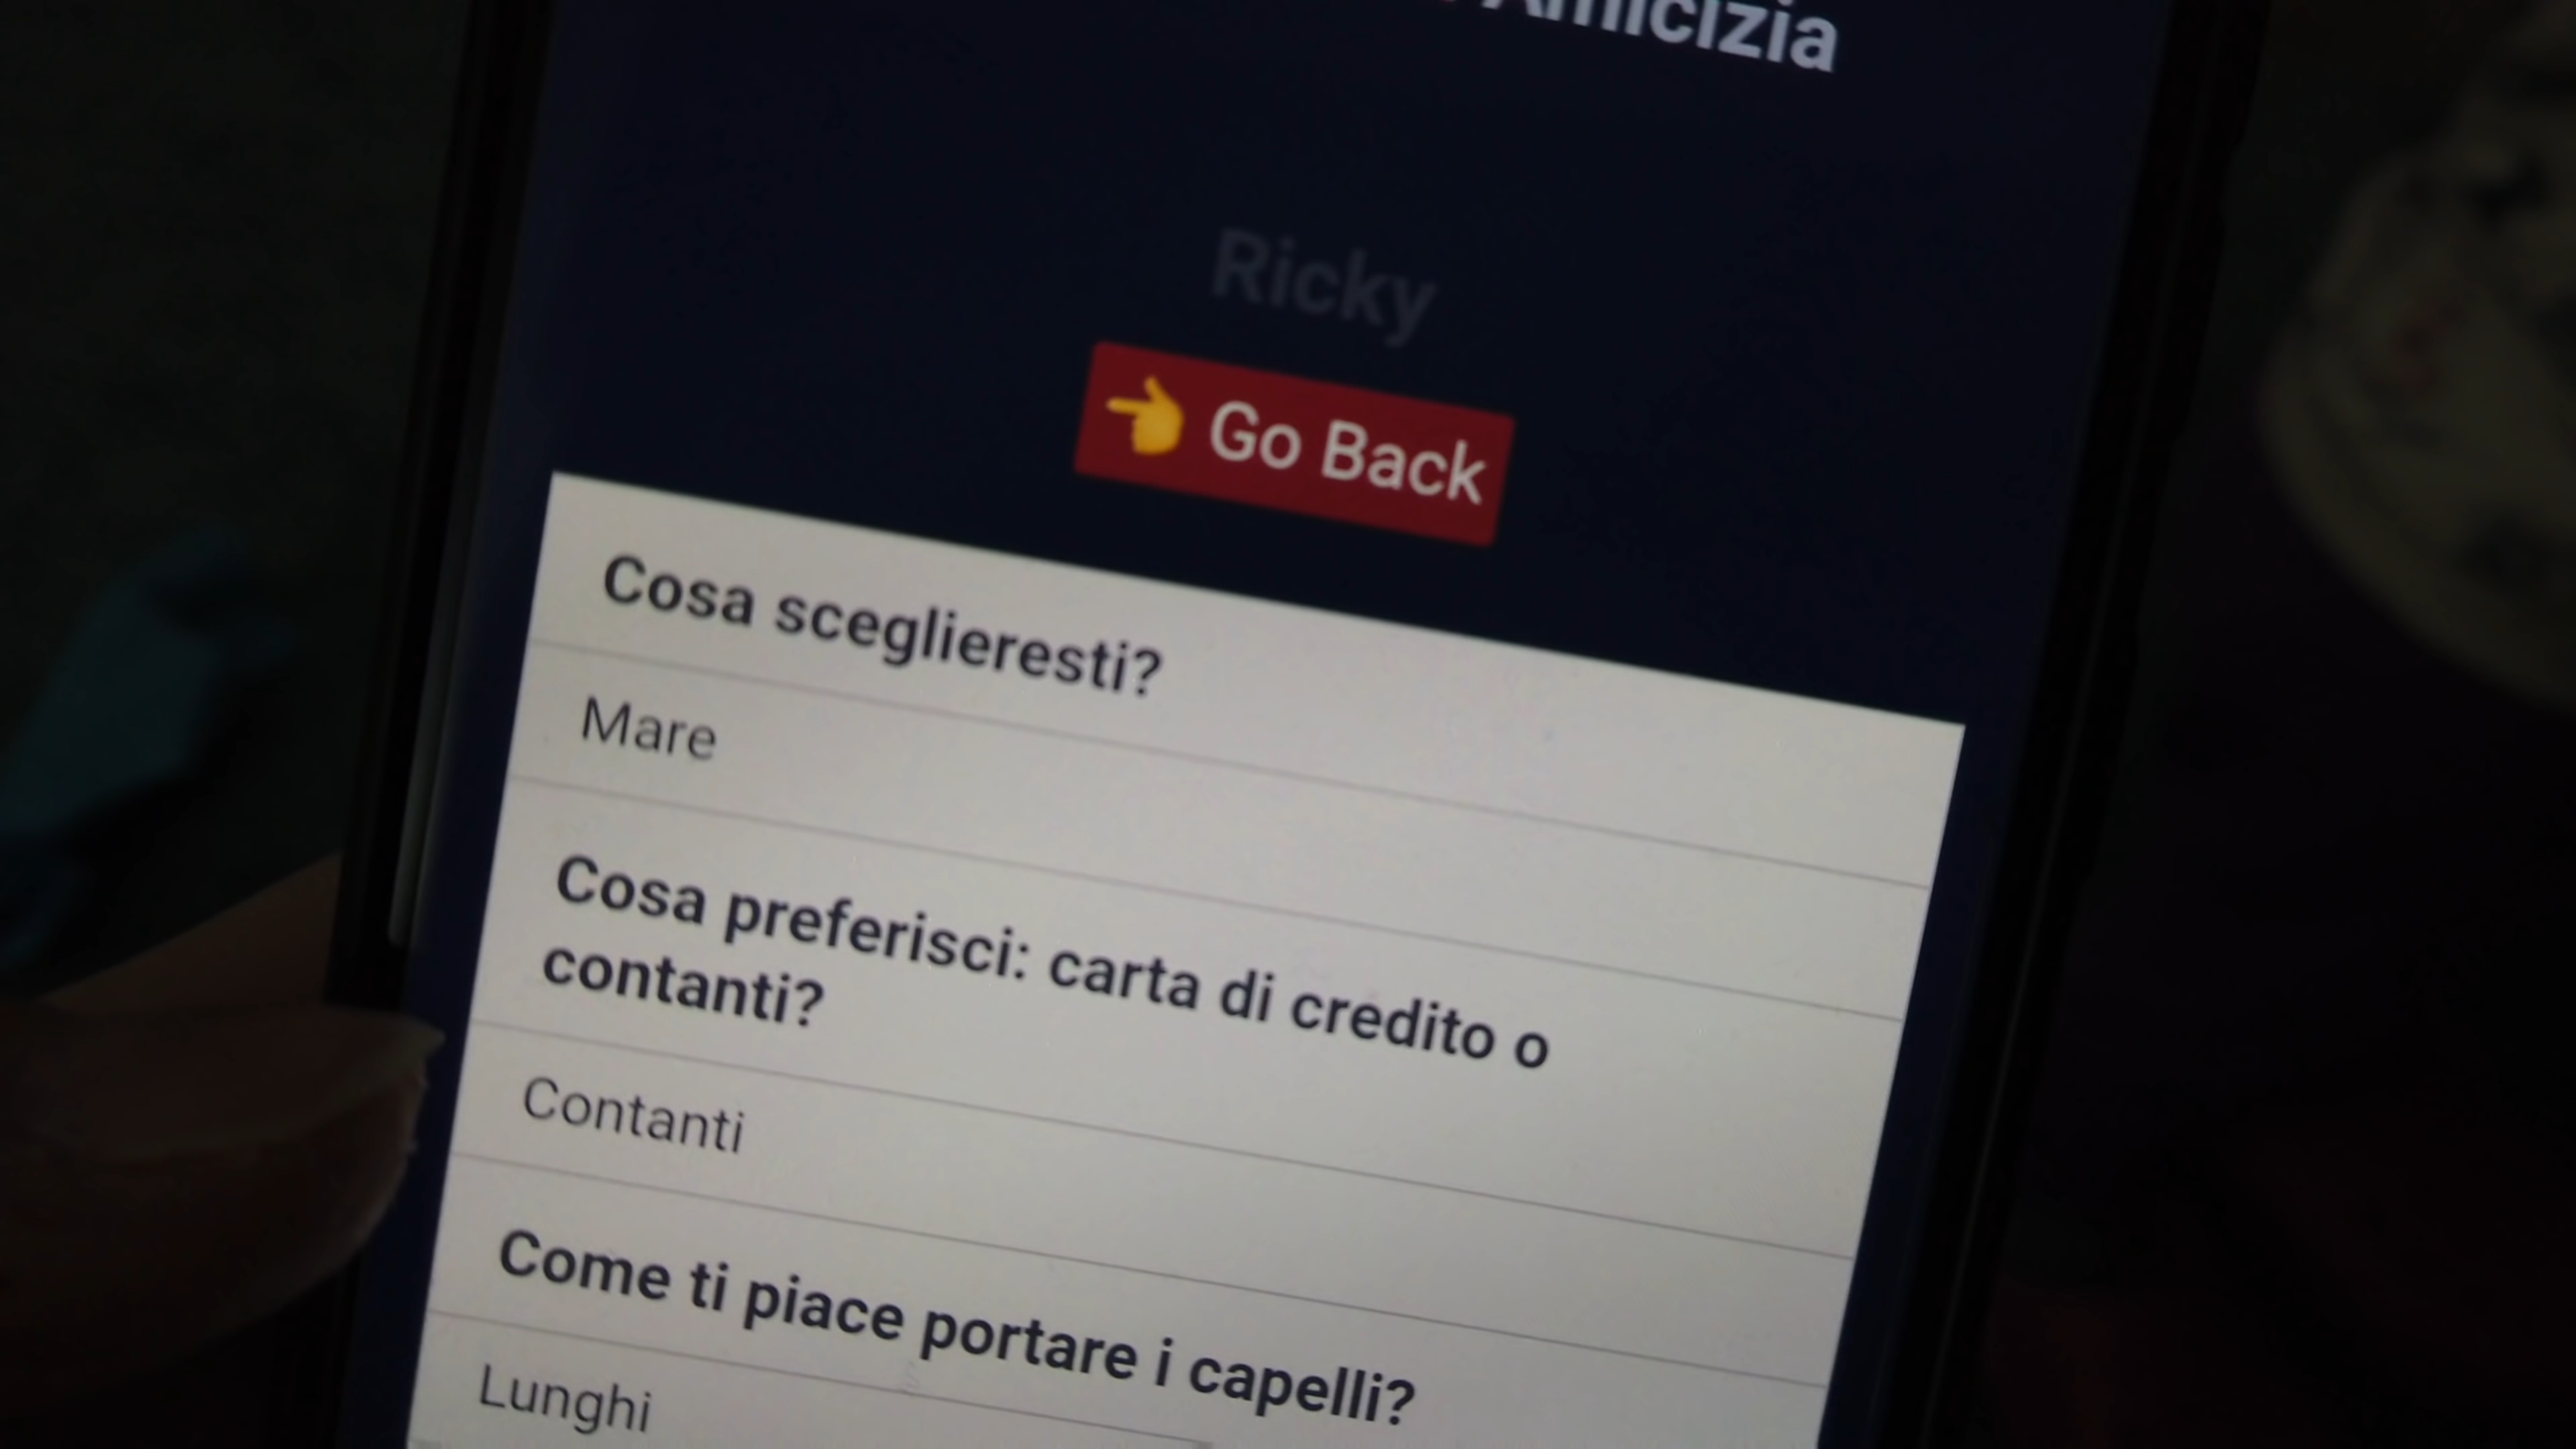 Amicizia
Ricky
👈 Go Back
Cosa sceglieresti?
Mare
Cosa preferisci: carta di credito o
contanti?
Contanti
Come ti piace portare i capelli?
Lunghi